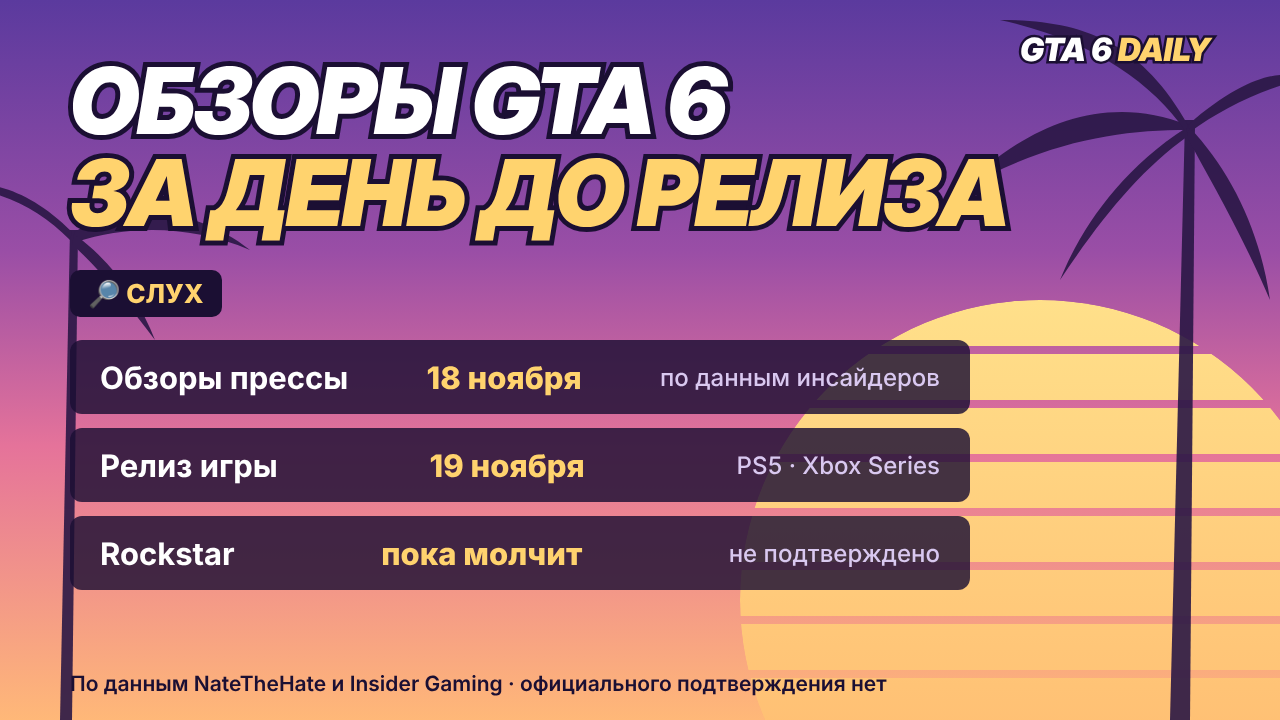 GTA 6 DAILY
ОБЗОРЫ GTA 6
ЗА ДЕНЬ ДО РЕЛИЗА
🔎 СЛУХ
Обзоры прессы 18 ноября по данным инсайдеров
Релиз игры 19 ноября PS5 · Xbox Series
Rockstar пока молчит не подтверждено
По данным NateTheHate и Insider Gaming · официального подтверждения нет